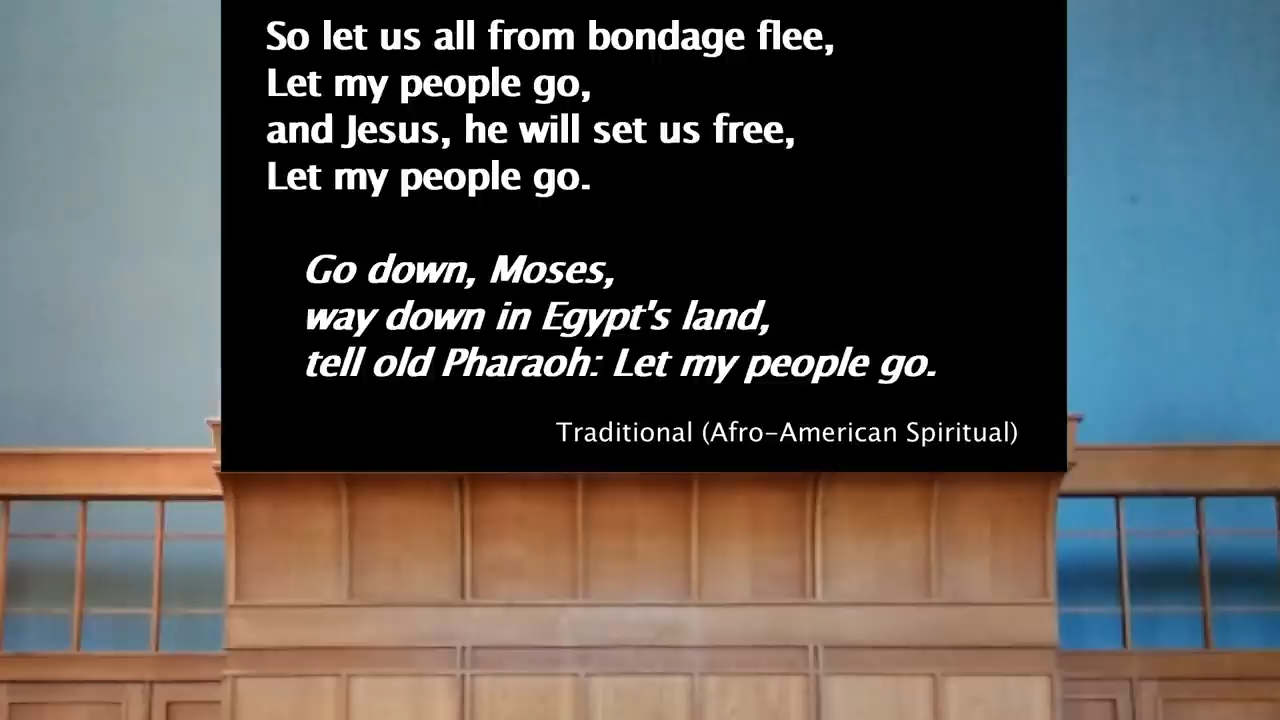 So let us all from bondage flee,
Let my people go,
and Jesus, he will set us free,
Let my people go.
Go down, Moses,
way down in Egypt's land,
tell old Pharaoh: Let my people go.
Traditional (Afro-American Spiritual)